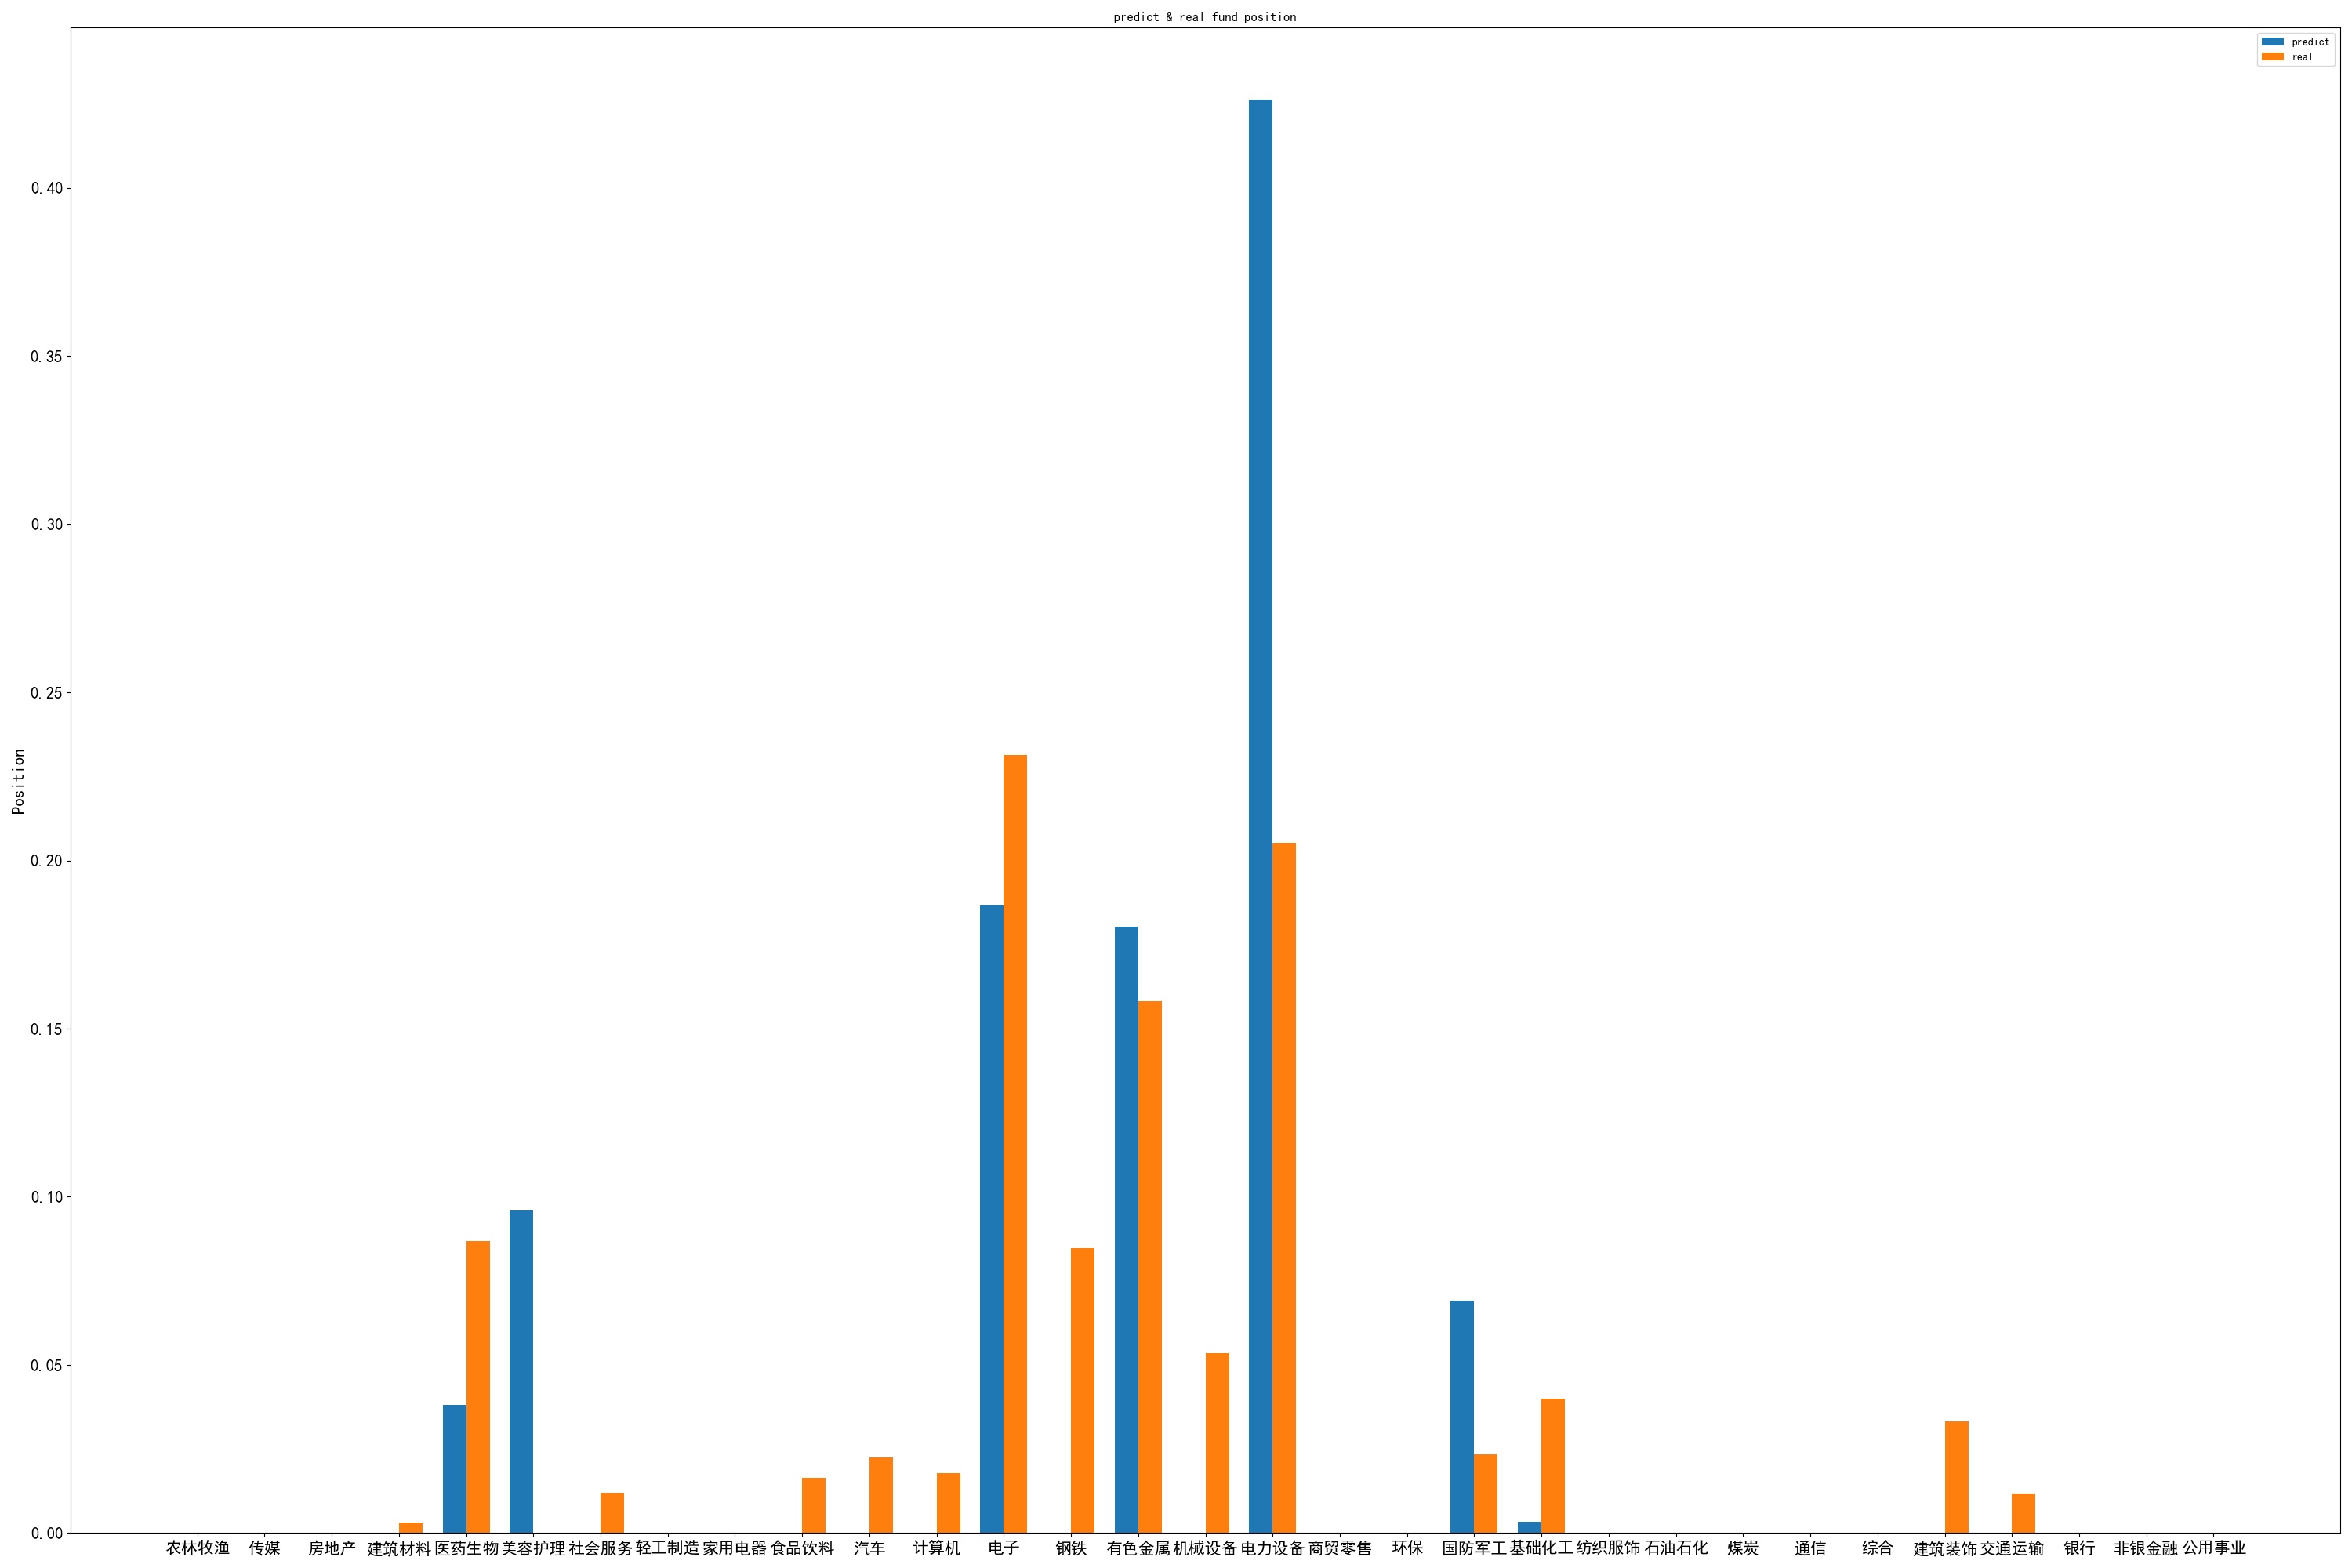 predict & real fund position
predict
real
0.40
0.35
0.30
0.25
0.20
0.15
0.10
0.05
0.00
Position
农林牧渔 传媒 房地产 建筑材料 医药生物 美容护理 社会服务 轻工制造 家用电器 食品饮料 汽车 计算机 电子 钢铁 有色金属 机械设备 电力设备 商贸零售 环保 国防军工 基础化工 纺织服饰 石油石化 煤炭 通信 综合 建筑装饰 交通运输 银行 非银金融 公用事业